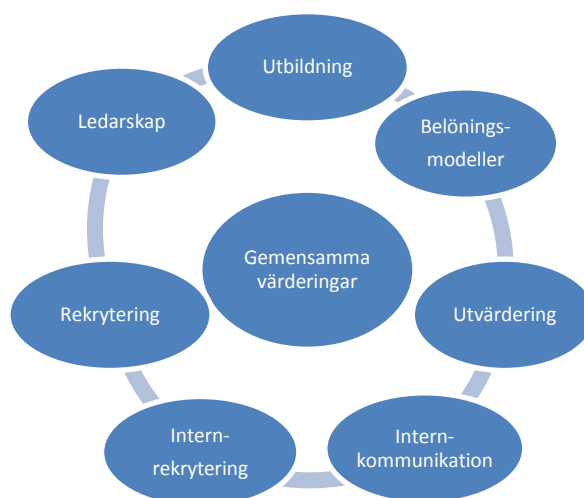 Utbildning
Belönings-
modeller
Utvärdering
Intern-
kommunikation
Intern-
rekrytering
Rekrytering
Ledarskap
Gemensamma
värderingar